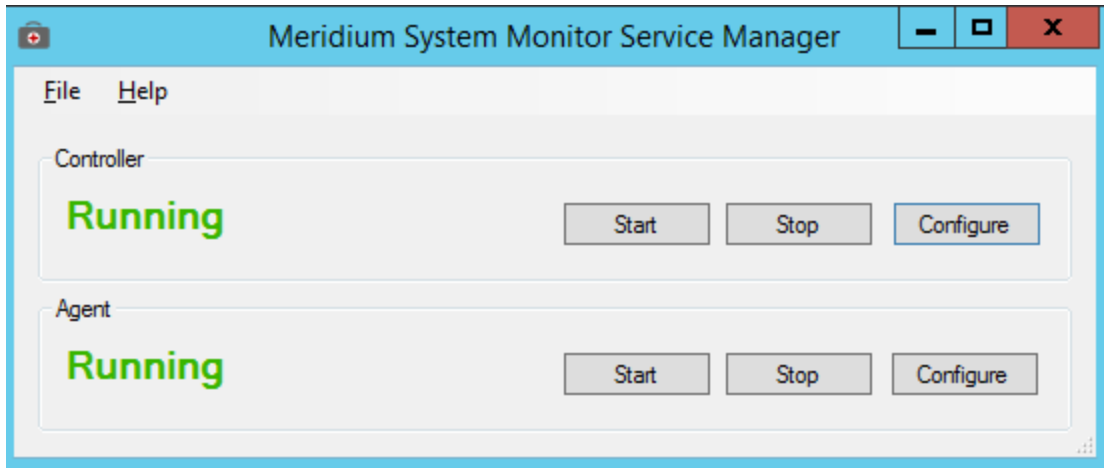 Meridium System Monitor Service Manager
File Help
Controller
Running Start Stop Configure
Agent
Running Start Stop Configure